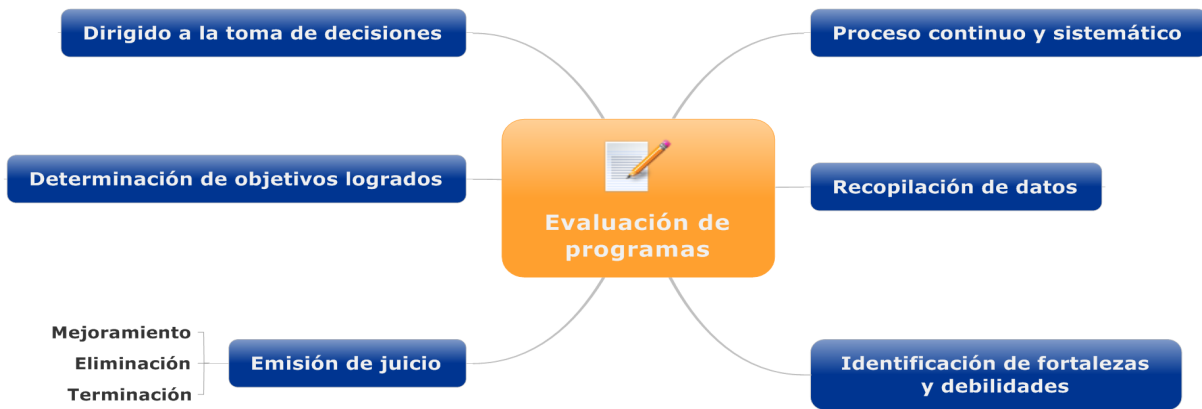 Dirigido a la toma de decisiones
Proceso continuo y sistemático
Determinación de objetivos logrados
Recopilación de datos
Evaluación de
programas
Mejoramiento
Eliminación
Terminación
Emisión de juicio
Identificación de fortalezas
y debilidades